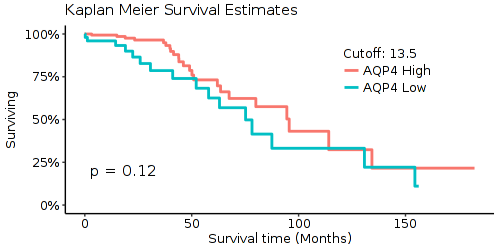 Kaplan Meier Survival Estimates
100%
75%
50%
25%
0%
Surviving
Cutoff: 13.5
AQP4 High
AQP4 Low
p = 0.12
0
50
100
150
Survival time (Months)